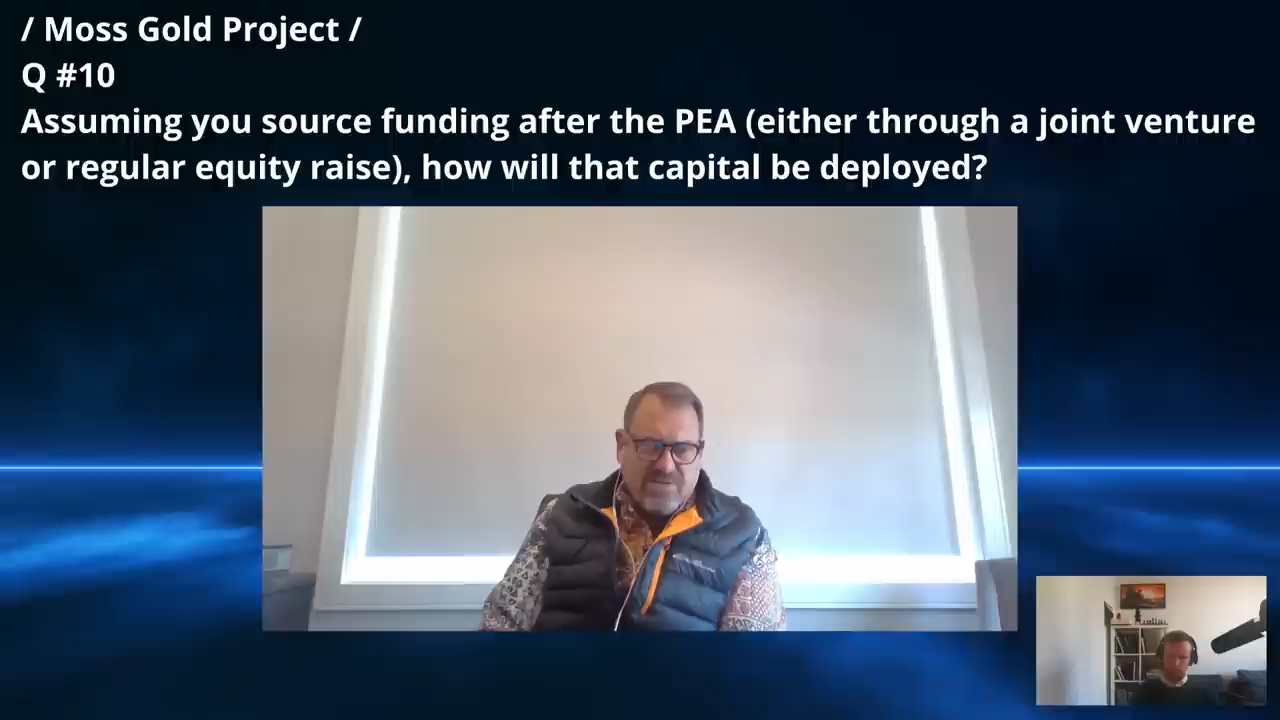 / Moss Gold Project /
Q #10
Assuming you source funding after the PEA (either through a joint venture
or regular equity raise), how will that capital be deployed?